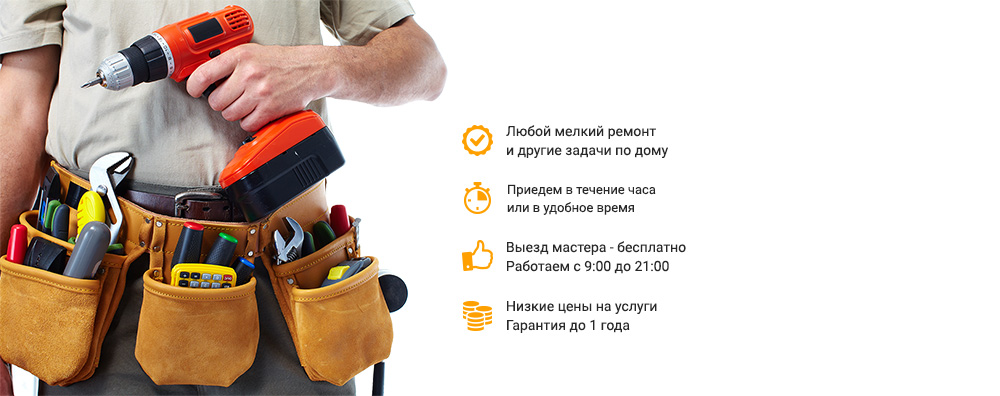 Любой мелкий ремонт
и другие задачи по дому
Приедем в течение часа
или в удобное время
Выезд мастера - бесплатно
Работаем с 9:00 до 21:00
Низкие цены на услуги
Гарантия до 1 года